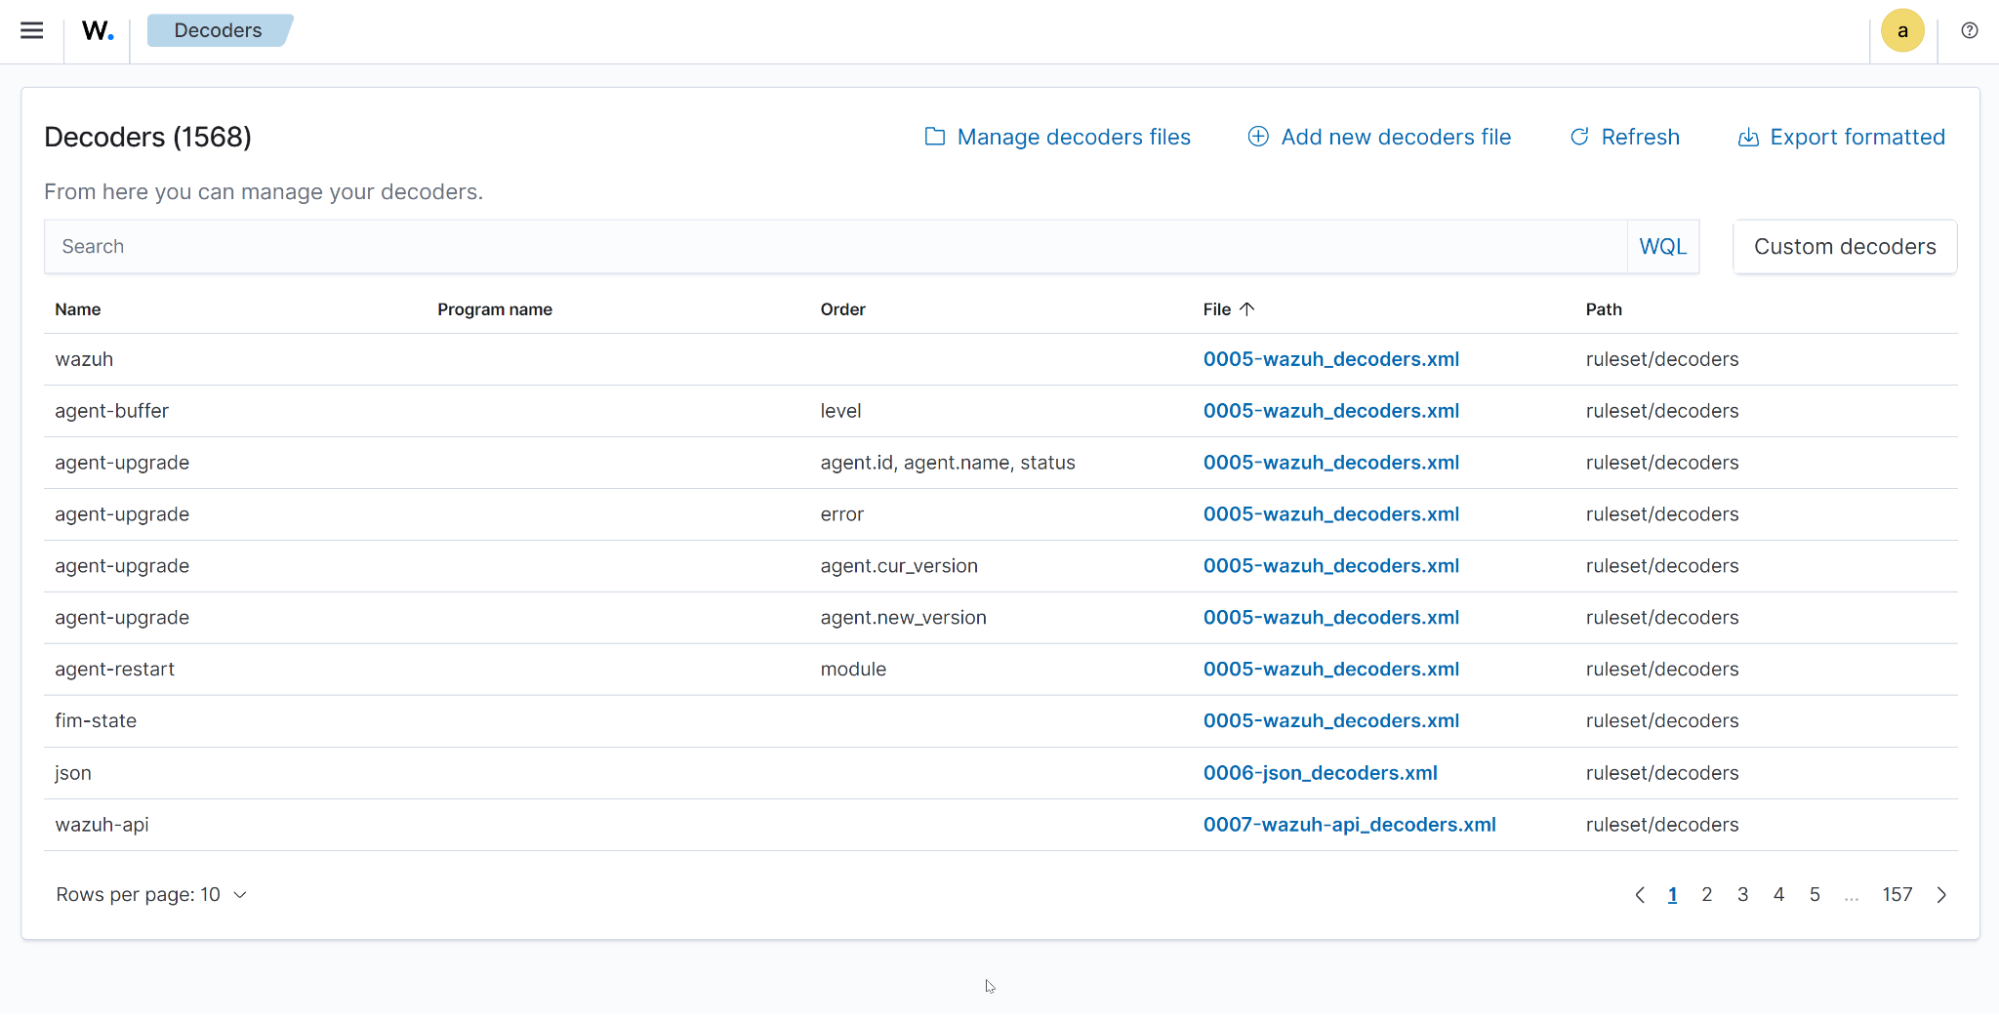 W. Decoders a
Decoders (1568) Manage decoders files Add new decoders file Refresh Export formatted
From here you can manage your decoders.
Search WQL Custom decoders
Name Program name Order File Path
wazuh 0005-wazuh_decoders.xml ruleset/decoders
agent-buffer level 0005-wazuh_decoders.xml ruleset/decoders
agent-upgrade agent.id, agent.name, status 0005-wazuh_decoders.xml ruleset/decoders
agent-upgrade error 0005-wazuh_decoders.xml ruleset/decoders
agent-upgrade agent.cur_version 0005-wazuh_decoders.xml ruleset/decoders
agent-upgrade agent.new_version 0005-wazuh_decoders.xml ruleset/decoders
agent-restart module 0005-wazuh_decoders.xml ruleset/decoders
fim-state 0005-wazuh_decoders.xml ruleset/decoders
json 0006-json_decoders.xml ruleset/decoders
wazuh-api 0007-wazuh-api_decoders.xml ruleset/decoders
Rows per page: 10 1 2 3 4 5 ... 157